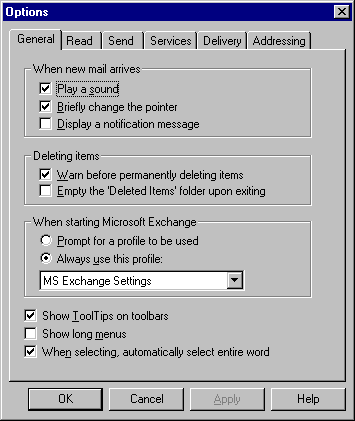 Options
General Read Send Services Delivery Addressing
When new mail arrives
Play a sound
Briefly change the pointer
Display a notification message
Deleting items
Warn before permanently deleting items
Empty the 'Deleted Items' folder upon exiting
When starting Microsoft Exchange
Prompt for a profile to be used
Always use this profile:
MS Exchange Settings
Show ToolTips on toolbars
Show long menus
When selecting, automatically select entire word
OK Cancel Apply Help